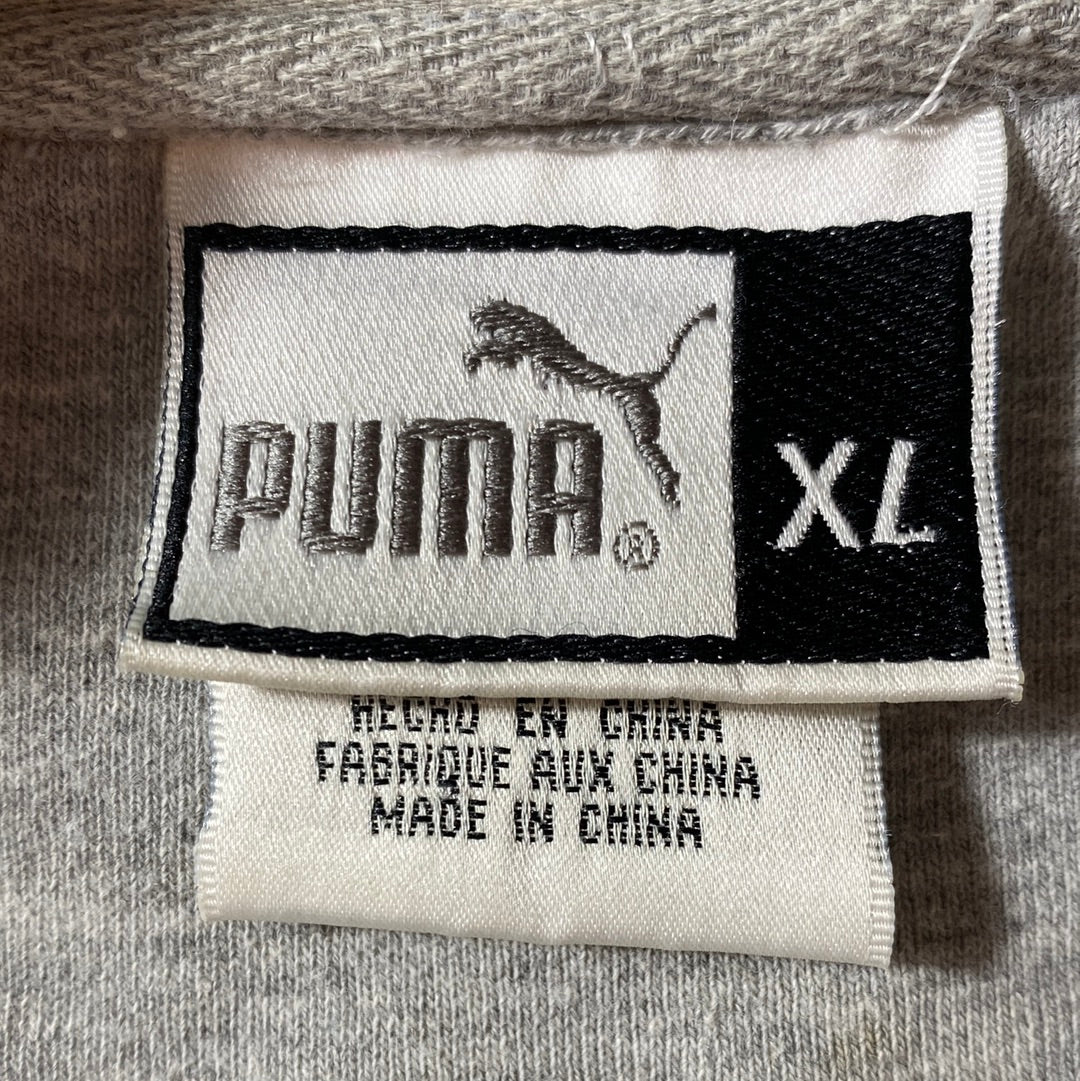 PUMA®
XL
HECHO EN CHINA
FABRIQUE AUX CHINA
MADE IN CHINA